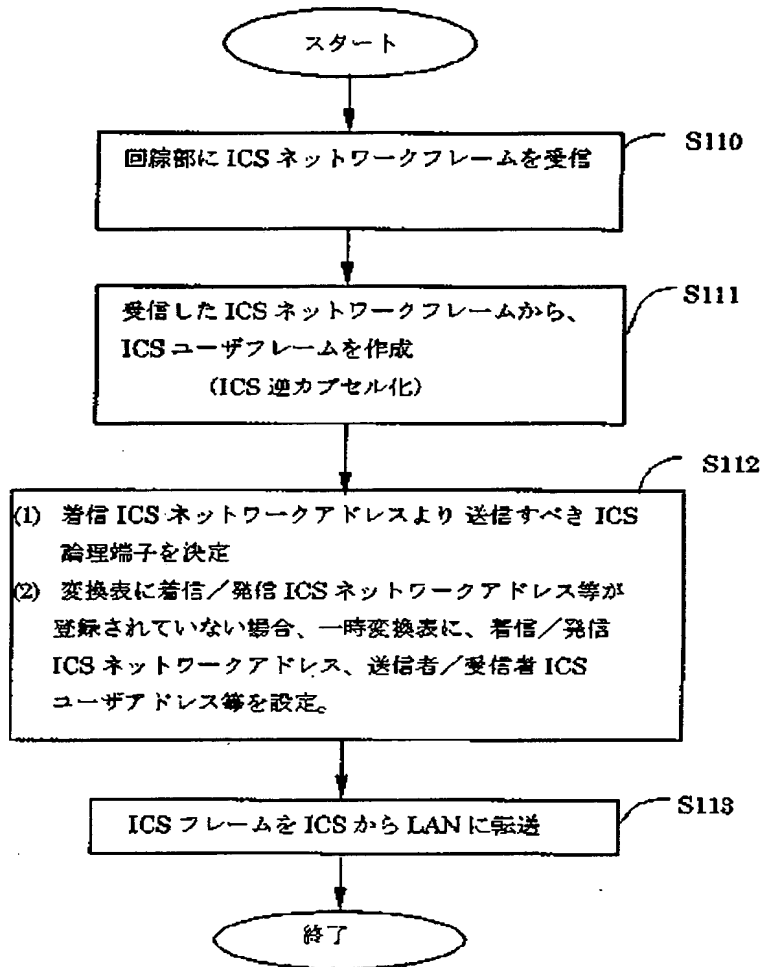 スタート
回線部に ICS ネットワークフレームを受信
S110
受信した ICS ネットワークフレームから、
ICS ユーザフレームを作成
(ICS 逆カプセル化)
S111
S112
(1) 着信 ICS ネットワークアドレスより 送信すべき ICS
論理端子を決定
(2) 変換表に着信／発信 ICS ネットワークアドレス等が
登録されていない場合、一時変換表に、着信／発信
ICS ネットワークアドレス、送信者／受信者 ICS
ユーザアドレス等を設定。
ICS フレームを ICS から LAN に転送
S113
終了